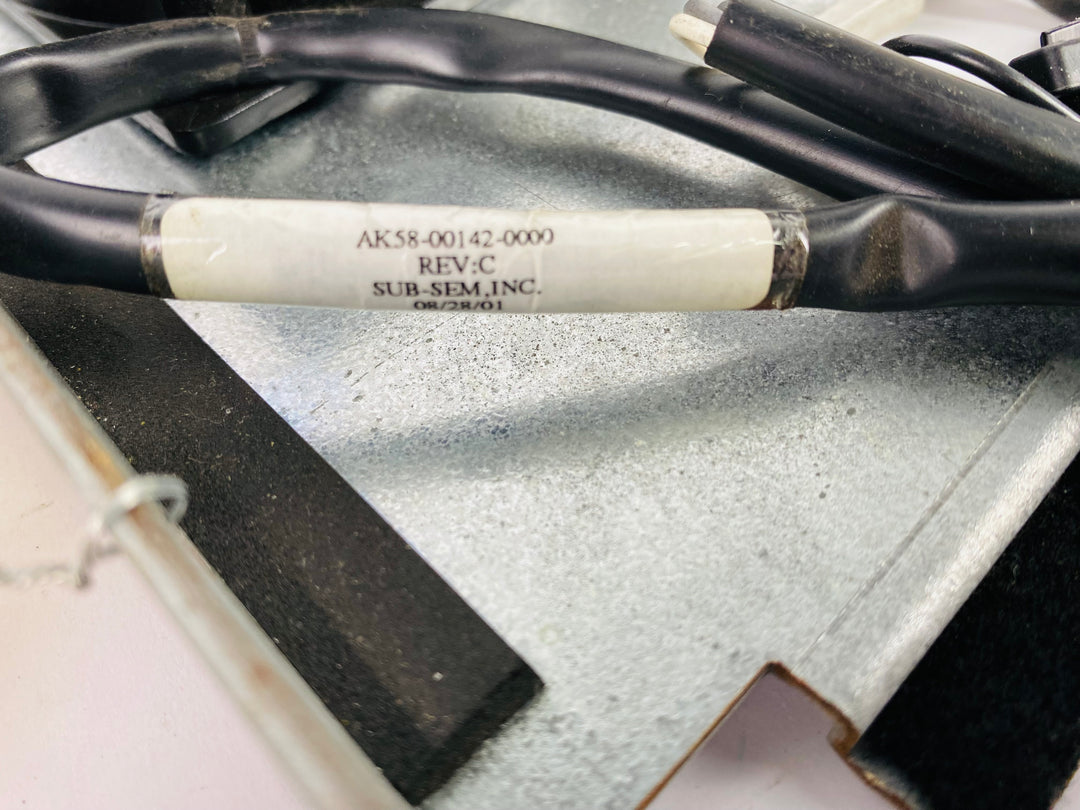 AK58-00142-0000
REV:C
SUB-SEM,INC.
08/28/01